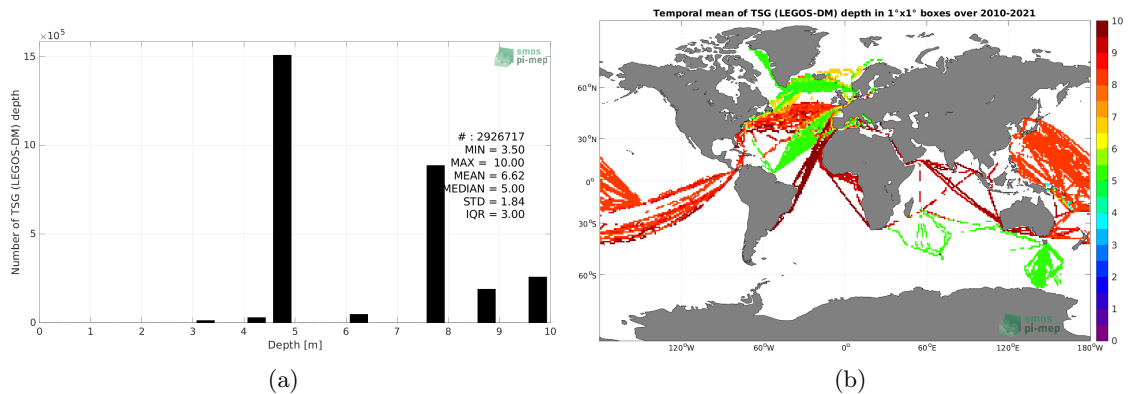 ×10⁵
15
10
5
0
0 1 2 3 4 5 6 7 8 9 10
Number of TSG (LEGOS-DM) depth
Depth [m]
smos
pi-mep
# : 2926717
MIN = 3.50
MAX = 10.00
MEAN = 6.62
MEDIAN = 5.00
STD = 1.84
IQR = 3.00
(a)
Temporal mean of TSG (LEGOS-DM) depth in 1°x1° boxes over 2010-2021
60°N
30°N
0°
30°S
60°S
120°W 60°W 0° 60°E 120°E 180°W
10
9
8
7
6
5
4
3
2
1
0
smos
pi-mep
(b)